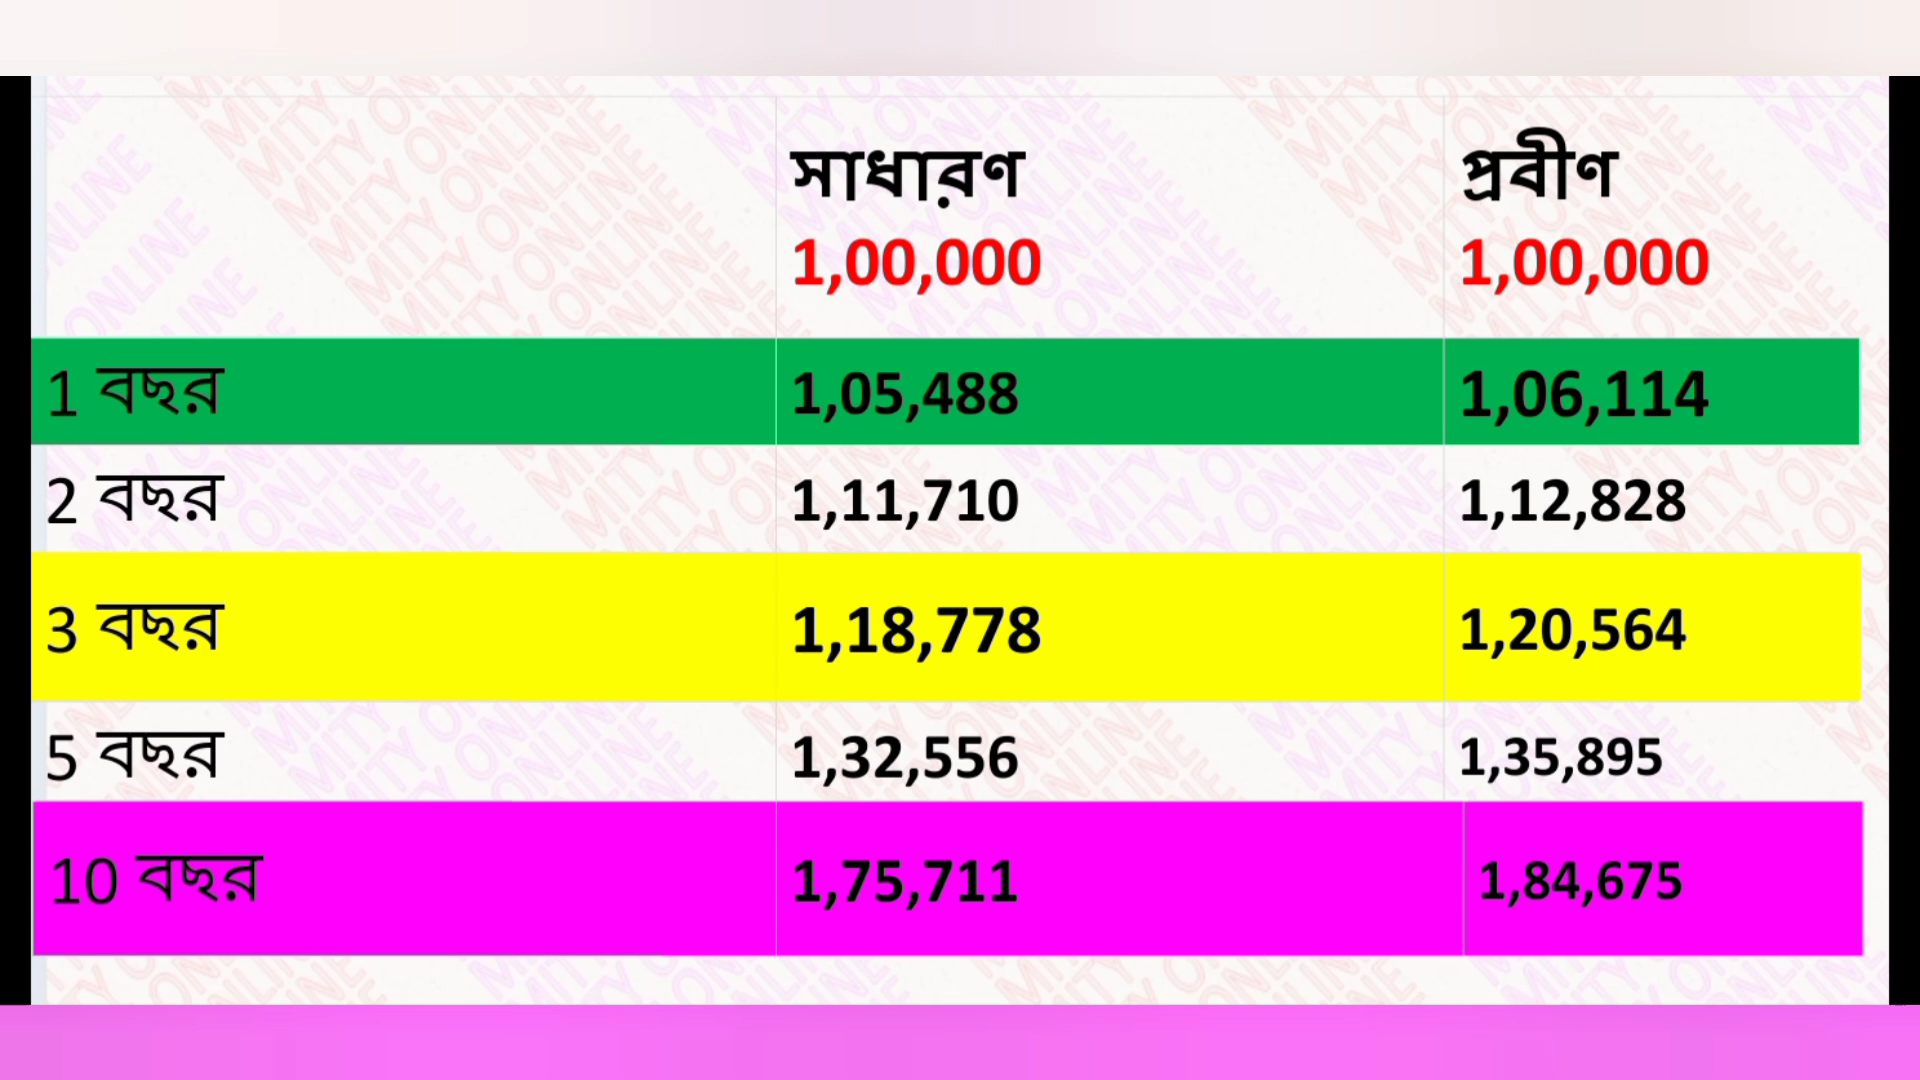 সাধারণ প্রবীণ
1,00,000 1,00,000
1 বছর 1,05,488 1,06,114
2 বছর 1,11,710 1,12,828
3 বছর 1,18,778 1,20,564
5 বছর 1,32,556 1,35,895
10 বছর 1,75,711 1,84,675
MITY ONLINE